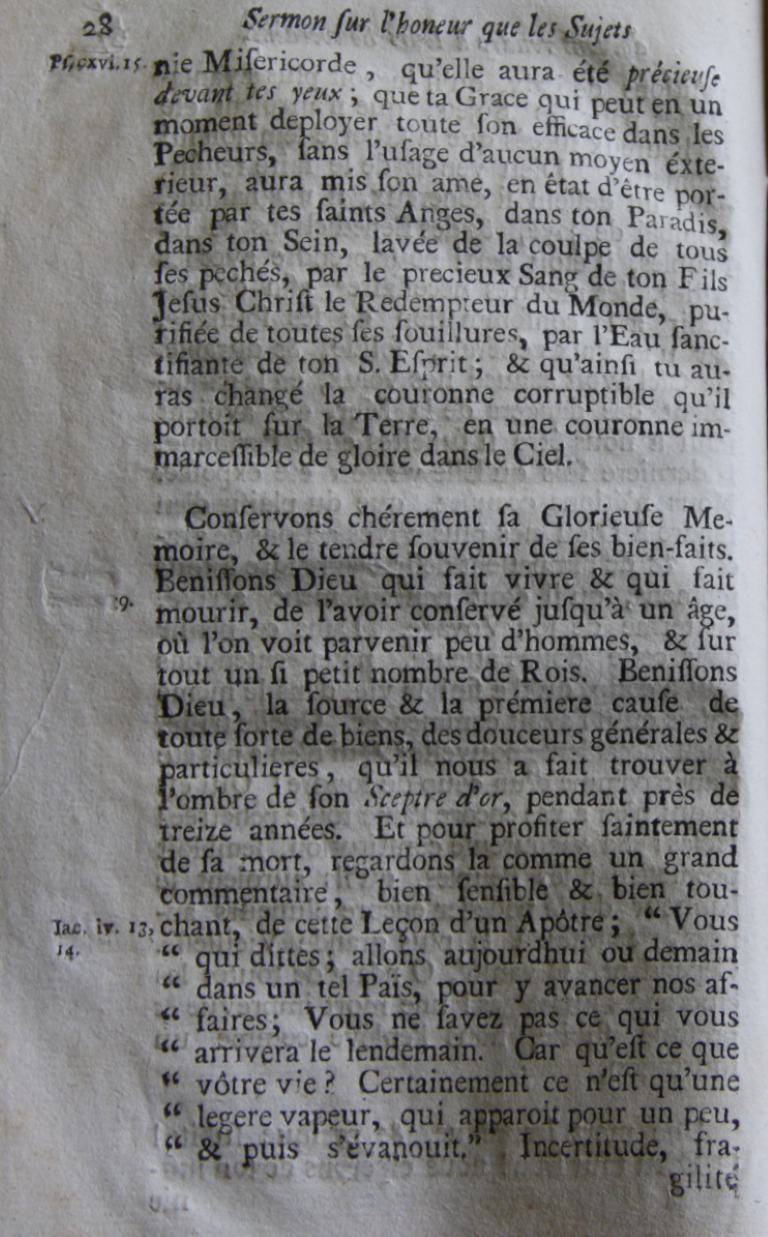 28 Sermon ſur l'honeur que les Sujets
Pſ. cxvi. 15. nie Miſericorde, qu'elle aura été précieuſe
devant tes yeux; que ta Grace qui peut en un
moment deployer toute ſon efficace dans les
Pecheurs, ſans l'uſage d'aucun moyen éxte-
rieur, aura mis ſon ame, en état d'être por-
tée par tes ſaints Anges, dans ton Paradis,
dans ton Sein, lavée de la coulpe de tous
ſes pechés, par le precieux Sang de ton Fils
Jeſus Chriſt le Redempteur du Monde, pu-
rifiée de toutes ſes ſouillures, par l'Eau ſanc-
tifiante de ton S. Eſprit; & qu'ainſi tu au-
ras changé la couronne corruptible qu'il
portoit ſur la Terre, en une couronne im-
marceſſible de gloire dans le Ciel.
Conſervons chérement ſa Glorieuſe Me-
moire, & le tendre ſouvenir de ſes bien-faits.
Beniſſons Dieu qui fait vivre & qui fait
9. mourir, de l'avoir conſervé juſqu'à un âge,
où l'on voit parvenir peu d'hommes, & ſur
tout un ſi petit nombre de Rois. Beniſſons
Dieu, la ſource & la prémiere cauſe de
toute ſorte de biens, des douceurs générales &
particulieres, qu'il nous a fait trouver à
l'ombre de ſon Sceptre d'or, pendant près de
treize années. Et pour profiter ſaintement
de ſa mort, regardons la comme un grand
commentaire, bien ſenſible & bien tou-
Iac. iv. 13, chant, de cette Leçon d'un Apôtre; “ Vous
14. “ qui dittes; allons aujourdhui ou demain
“ dans un tel Païs, pour y avancer nos af-
“ faires; Vous ne ſavez pas ce qui vous
“ arrivera le lendemain. Car qu'eſt ce que
“ vôtre vie? Certainement ce n'eſt qu'une
“ legere vapeur, qui apparoit pour un peu,
“ & puis s'évanouit.” Incertitude, fra-
gilité